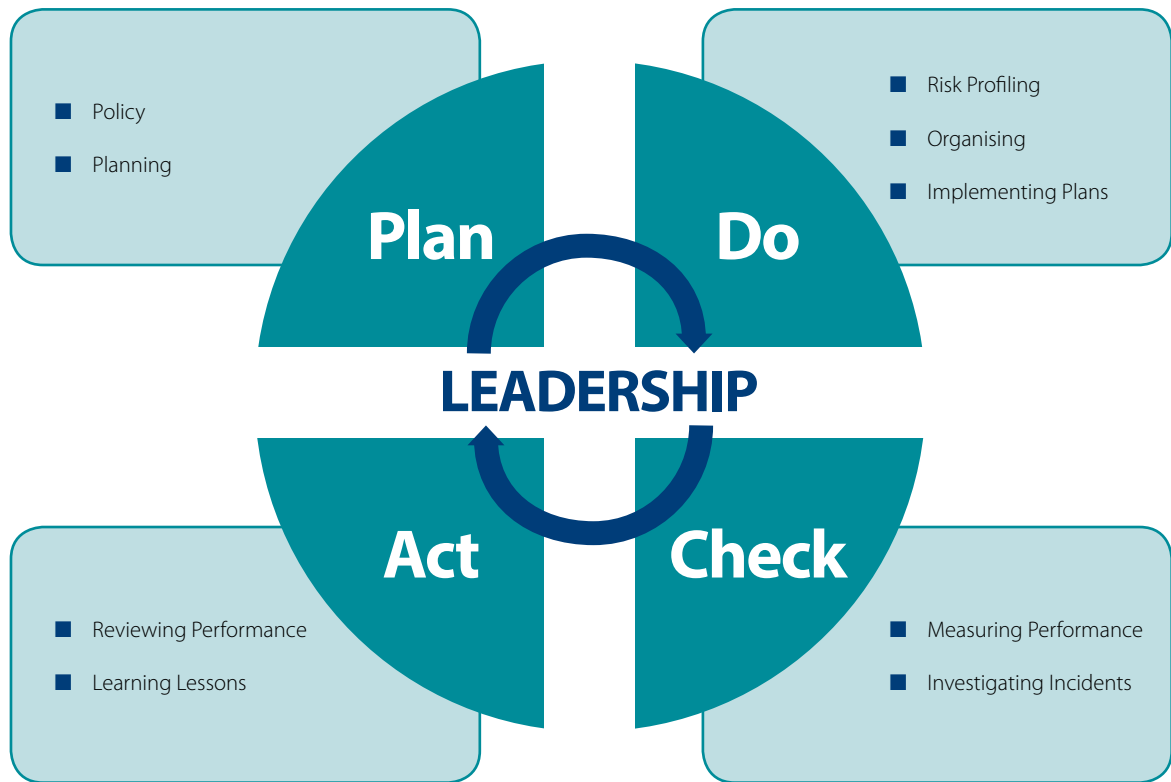 Policy
Planning
Plan
Risk Profiling
Organising
Implementing Plans
Do
LEADERSHIP
Act
Reviewing Performance
Learning Lessons
Check
Measuring Performance
Investigating Incidents